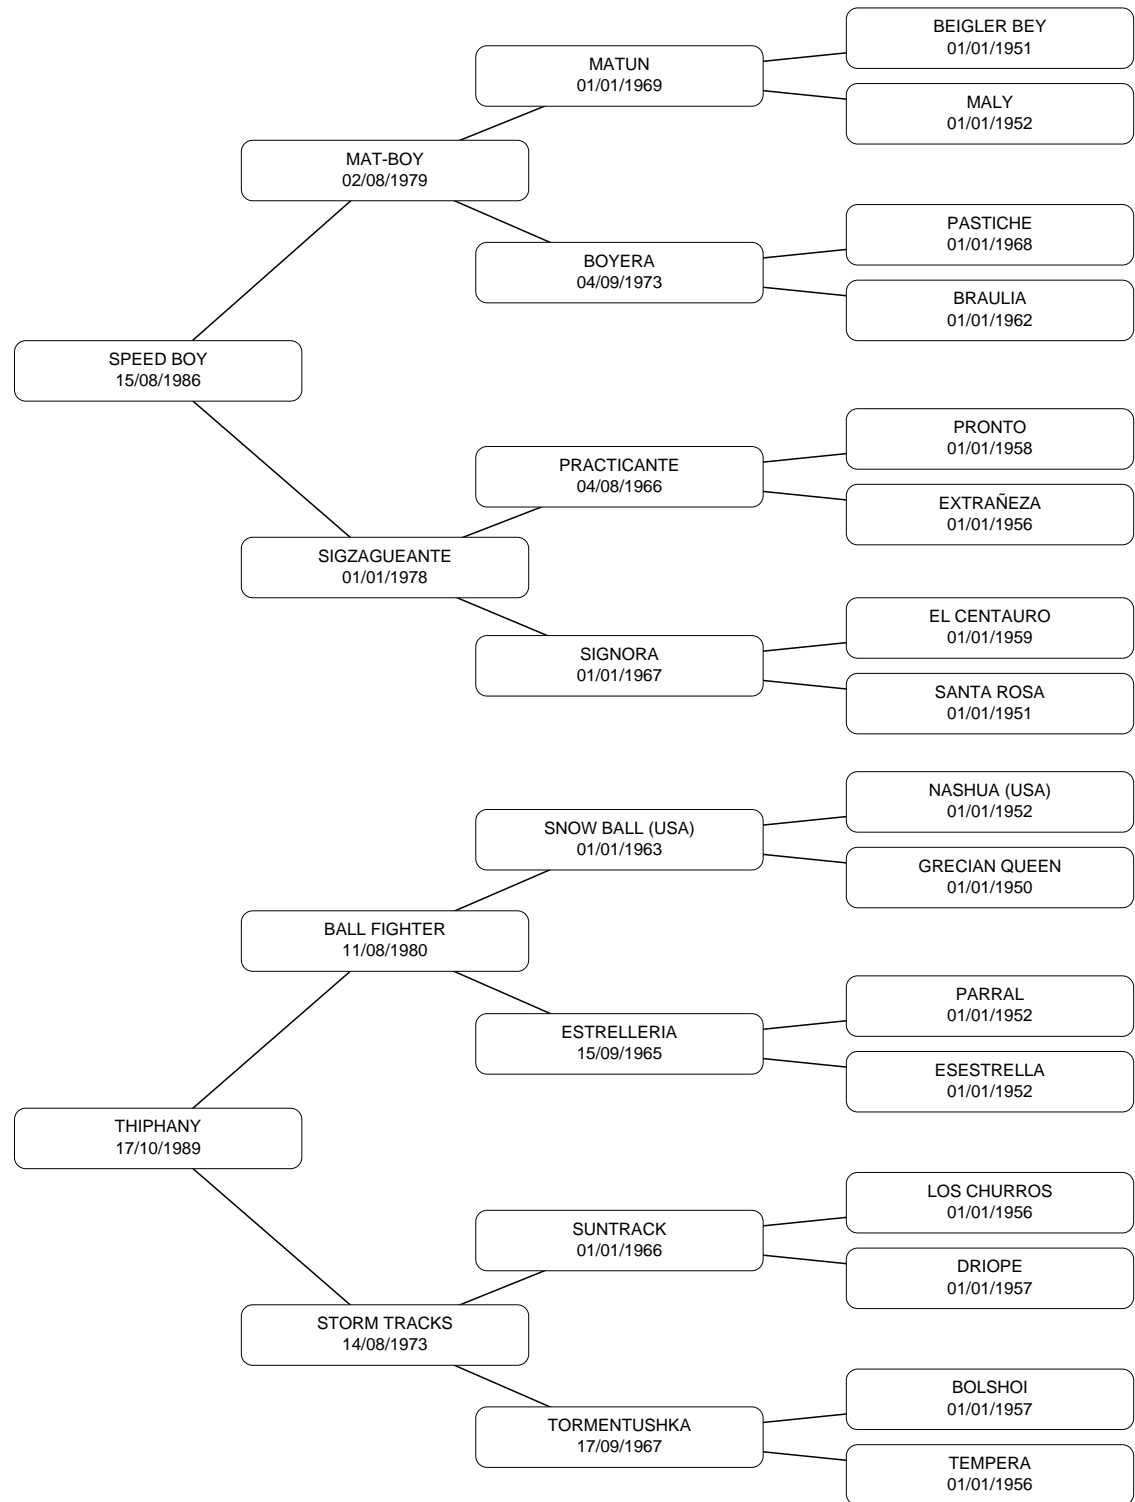 BEIGLER BEY
01/01/1951
MATUN
01/01/1969
MALY
01/01/1952
MAT-BOY
02/08/1979
PASTICHE
01/01/1968
BOYERA
04/09/1973
BRAULIA
01/01/1962
SPEED BOY
15/08/1986
PRONTO
01/01/1958
PRACTICANTE
04/08/1966
EXTRAÑEZA
01/01/1956
SIGZAGUEANTE
01/01/1978
EL CENTAURO
01/01/1959
SIGNORA
01/01/1967
SANTA ROSA
01/01/1951
NASHUA (USA)
01/01/1952
SNOW BALL (USA)
01/01/1963
GRECIAN QUEEN
01/01/1950
BALL FIGHTER
11/08/1980
PARRAL
01/01/1952
ESTRELLERIA
15/09/1965
ESESTRELLA
01/01/1952
THIPHANY
17/10/1989
LOS CHURROS
01/01/1956
SUNTRACK
01/01/1966
DRIOPE
01/01/1957
STORM TRACKS
14/08/1973
BOLSHOI
01/01/1957
TORMENTUSHKA
17/09/1967
TEMPERA
01/01/1956